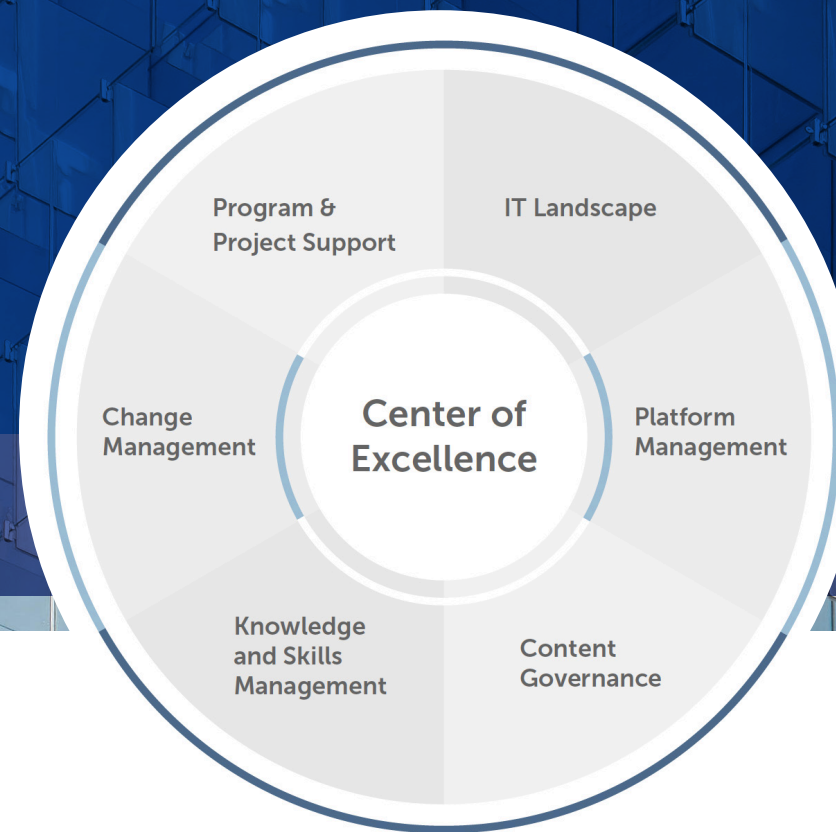 Program &
Project Support
IT Landscape
Change
Management
Center of
Excellence
Platform
Management
Knowledge
and Skills
Management
Content
Governance